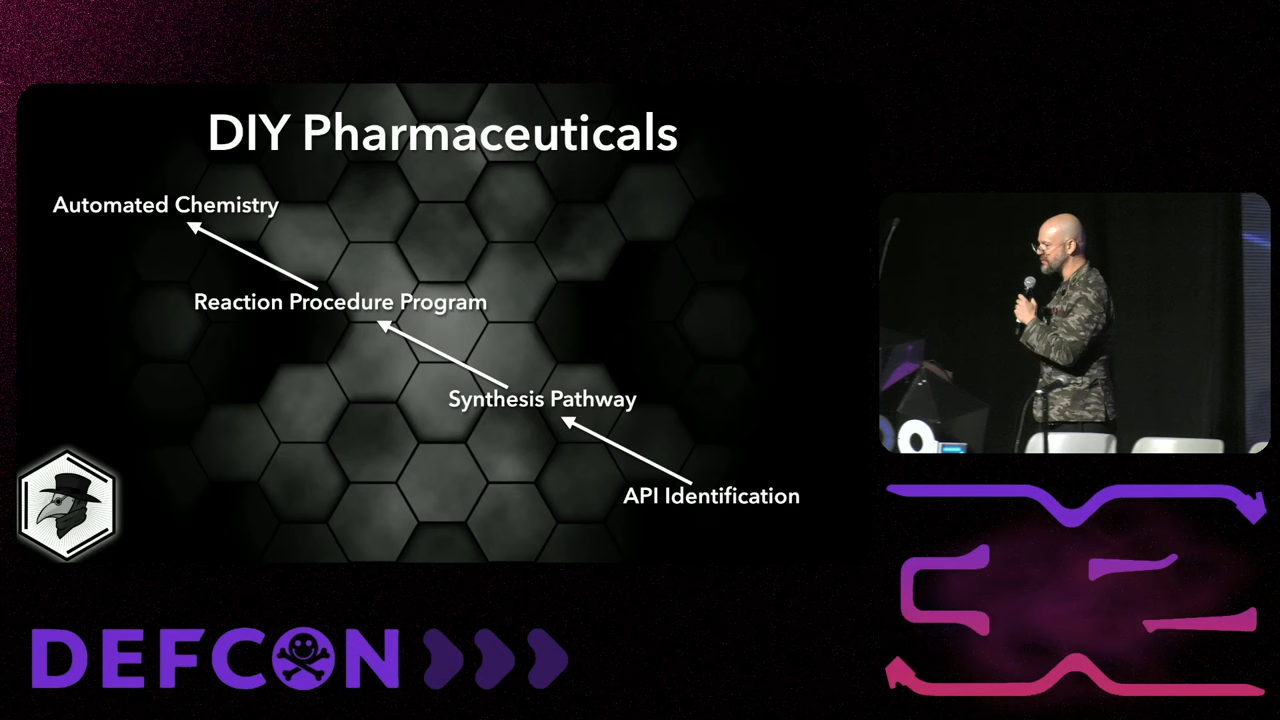 DIY Pharmaceuticals
Automated Chemistry
Reaction Procedure Program
Synthesis Pathway
API Identification
DEFCON